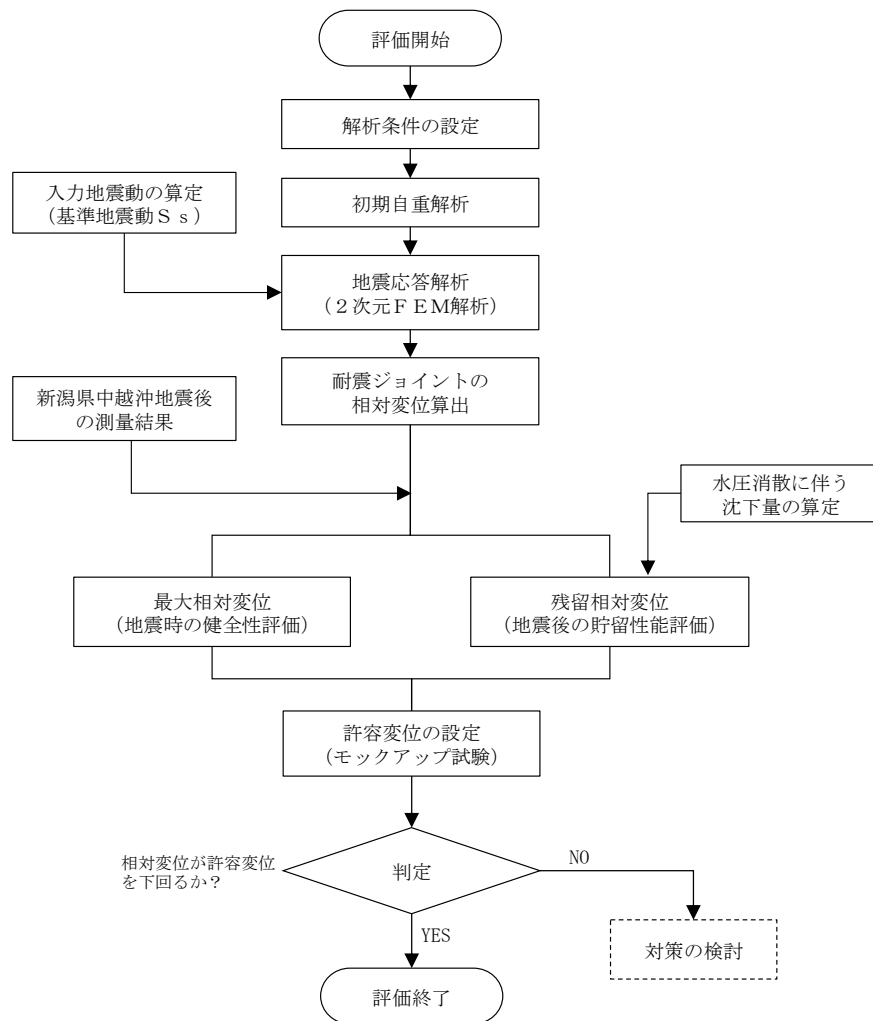 評価開始
解析条件の設定
入力地震動の算定
（基準地震動Ｓｓ）
初期自重解析
地震応答解析
（２次元ＦＥＭ解析）
新潟県中越沖地震後
の測量結果
耐震ジョイントの
相対変位算出
水圧消散に伴う
沈下量の算定
最大相対変位
（地震時の健全性評価）
残留相対変位
（地震後の貯留性能評価）
許容変位の設定
（モックアップ試験）
相対変位が許容変位
を下回るか？
判定
NO
YES
対策の検討
評価終了